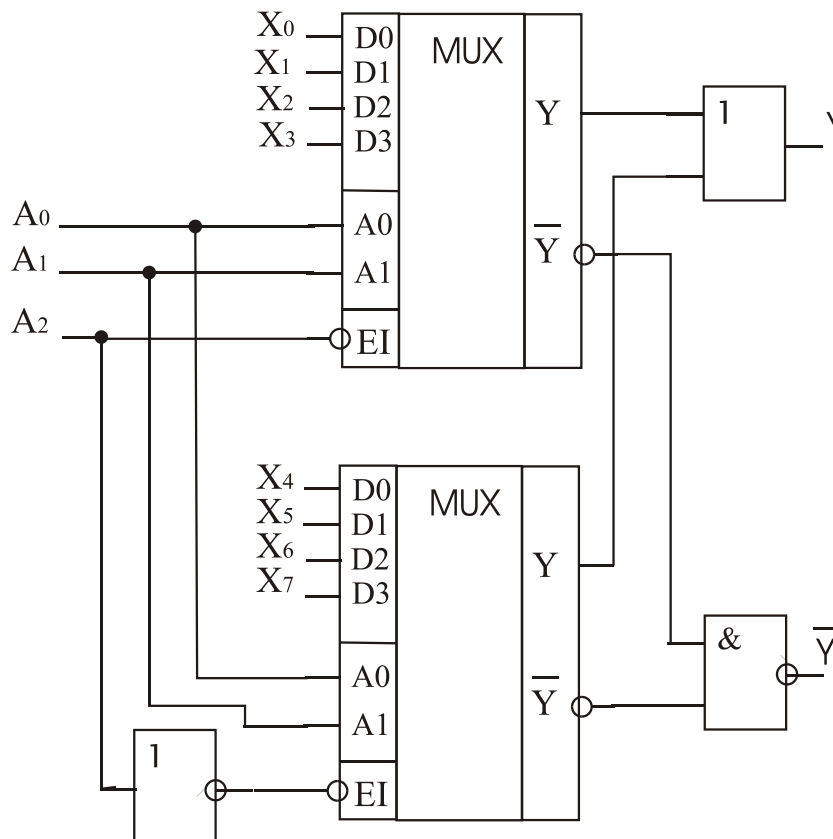 X0
X1
X2
X3
D0
D1
D2
D3
MUX
Y
Y̅
A0
A1
A2
A0
A1
EI
1
Y
X4
X5
X6
X7
D0
D1
D2
D3
MUX
Y
Y̅
A0
A1
EI
1
&
Y̅